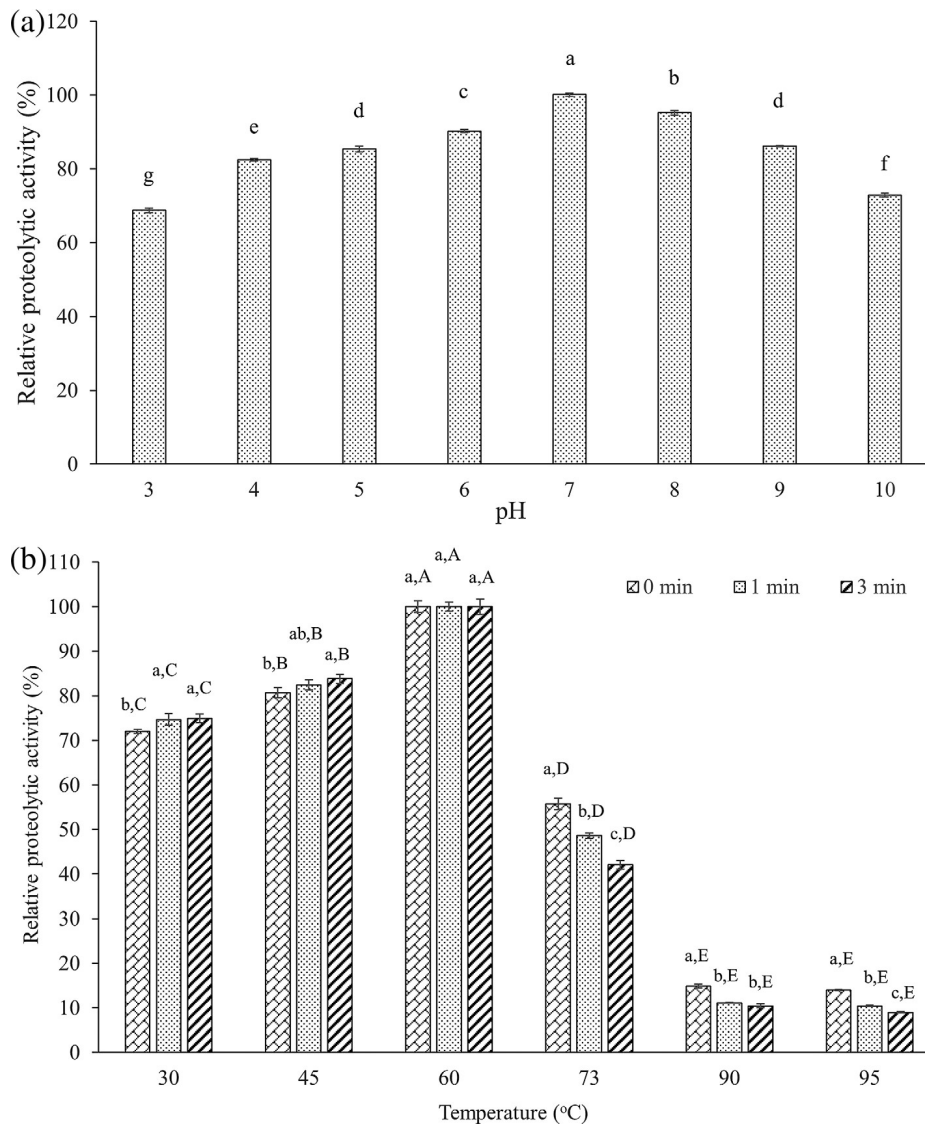 (a)
Relative proteolytic activity (%)
120
100
80
60
40
20
0
g
e
d
c
a
b
d
f
3 4 5 6 7 8 9 10
pH
(b)
Relative proteolytic activity (%)
110
100
90
80
70
60
50
40
30
20
10
0
0 min 1 min 3 min
b,C a,C a,C
b,B ab,B a,B
a,A a,A a,A
a,D b,D c,D
a,E b,E b,E
a,E b,E c,E
30 45 60 73 90 95
Temperature (°C)